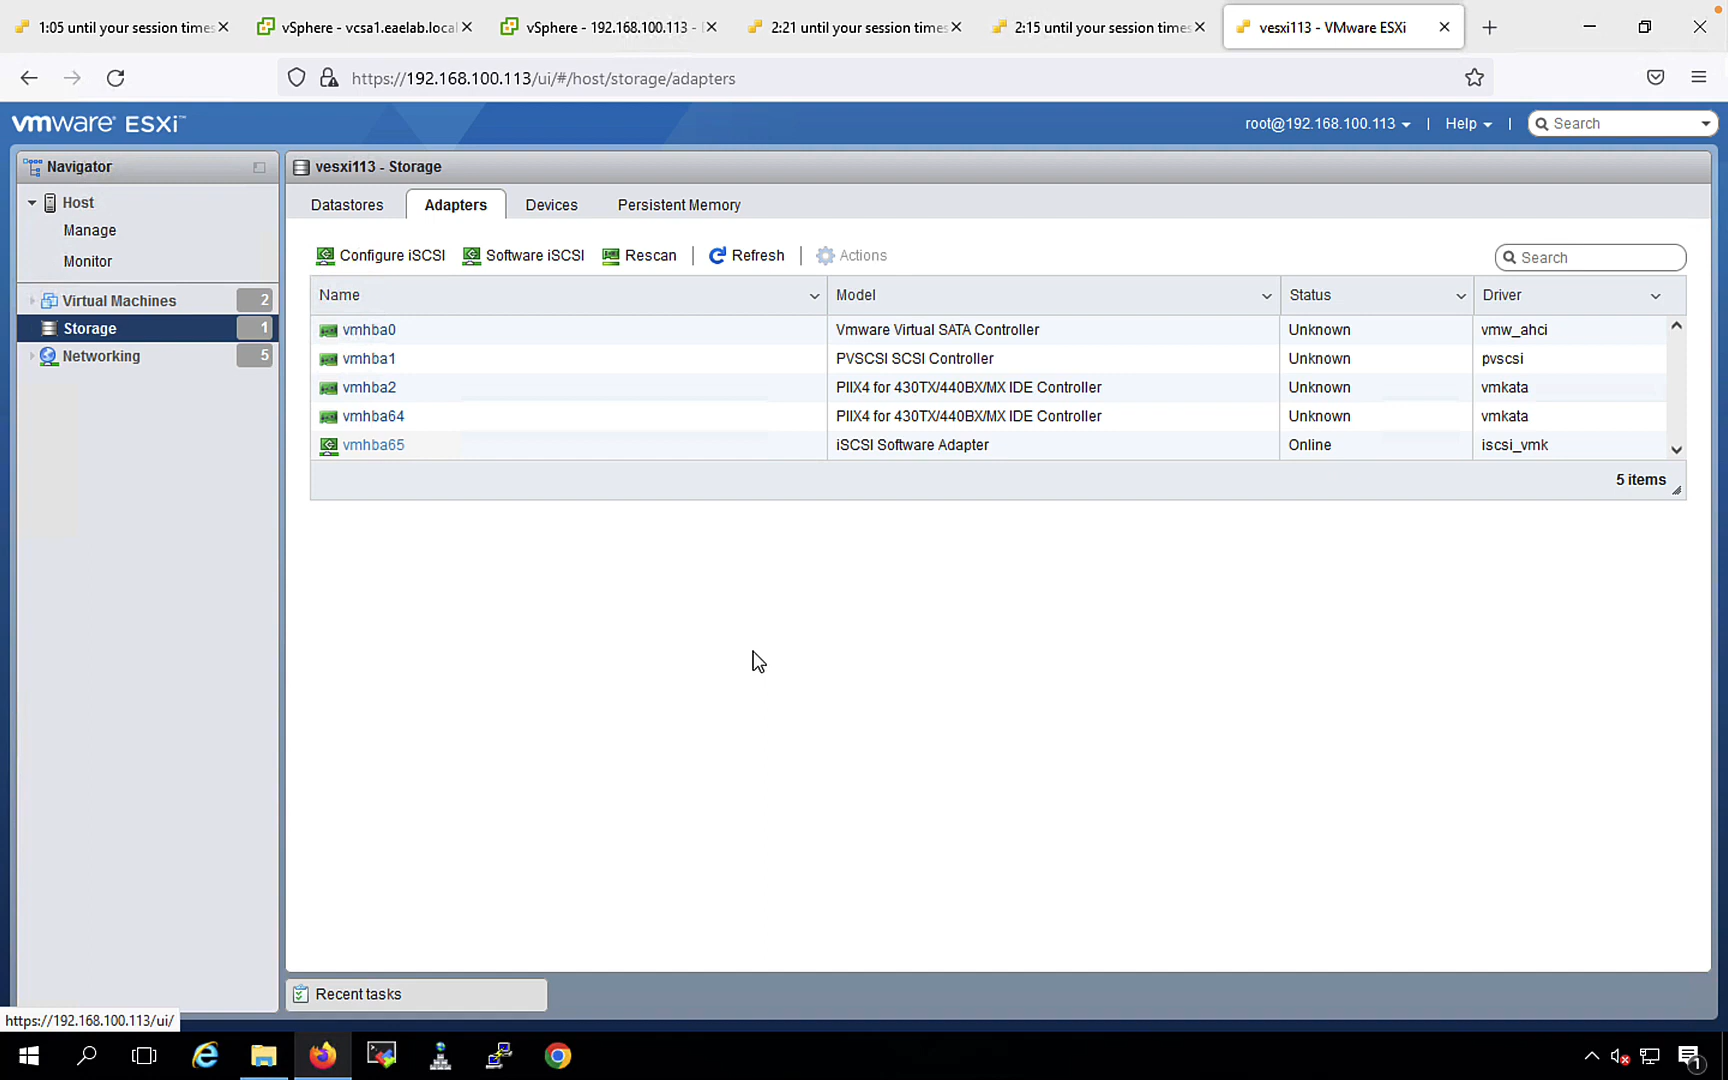 1:05 until your session times
vSphere - vcsa1.eaelab.local
vSphere - 192.168.100.113 -
2:21 until your session times
2:15 until your session times
vesxi113 - VMware ESXi
https://192.168.100.113/ui/#/host/storage/adapters
vmware ESXi™
root@192.168.100.113 | Help | Search
Navigator
vesxi113 - Storage
Host
Manage
Monitor
Virtual Machines 2
Storage 1
Networking 5
Datastores Adapters Devices Persistent Memory
Configure iSCSI Software iSCSI Rescan | Refresh | Actions Search
Name Model Status Driver
vmhba0 Vmware Virtual SATA Controller Unknown vmw_ahci
vmhba1 PVSCSI SCSI Controller Unknown pvscsi
vmhba2 PIIX4 for 430TX/440BX/MX IDE Controller Unknown vmkata
vmhba64 PIIX4 for 430TX/440BX/MX IDE Controller Unknown vmkata
vmhba65 iSCSI Software Adapter Online iscsi_vmk
5 items
Recent tasks
https://192.168.100.113/ui/
1